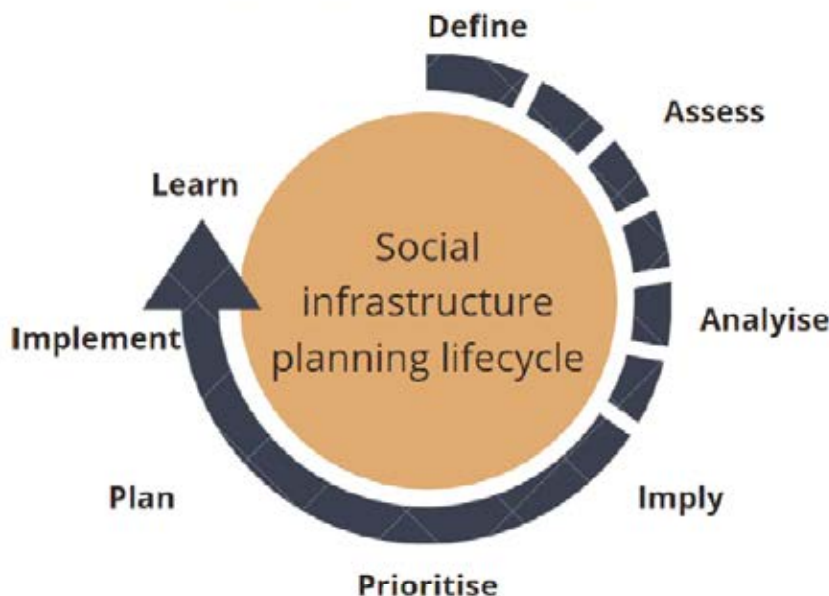 Define
Assess
Analyise
Imply
Prioritise
Plan
Implement
Learn
Social
infrastructure
planning lifecycle